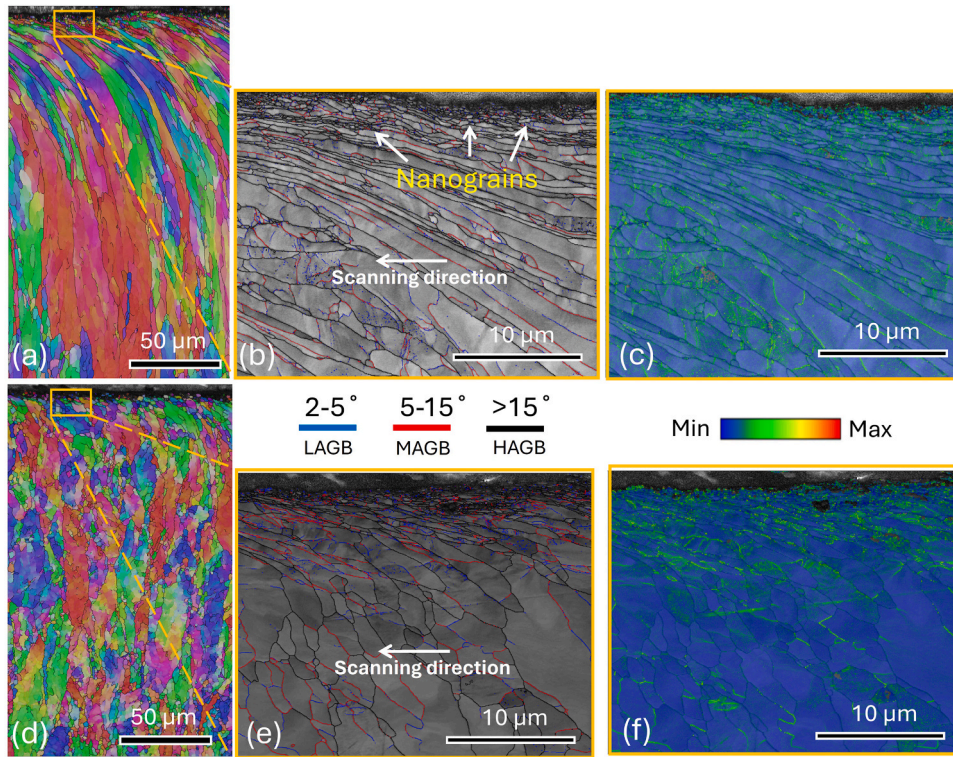 50 µm
(a)
Nanograins
Scanning direction
10 µm
(b)
10 µm
(c)
2-5° 5-15° >15°
LAGB MAGB HAGB
Min Max
50 µm
(d)
Scanning direction
10 µm
(e)
10 µm
(f)